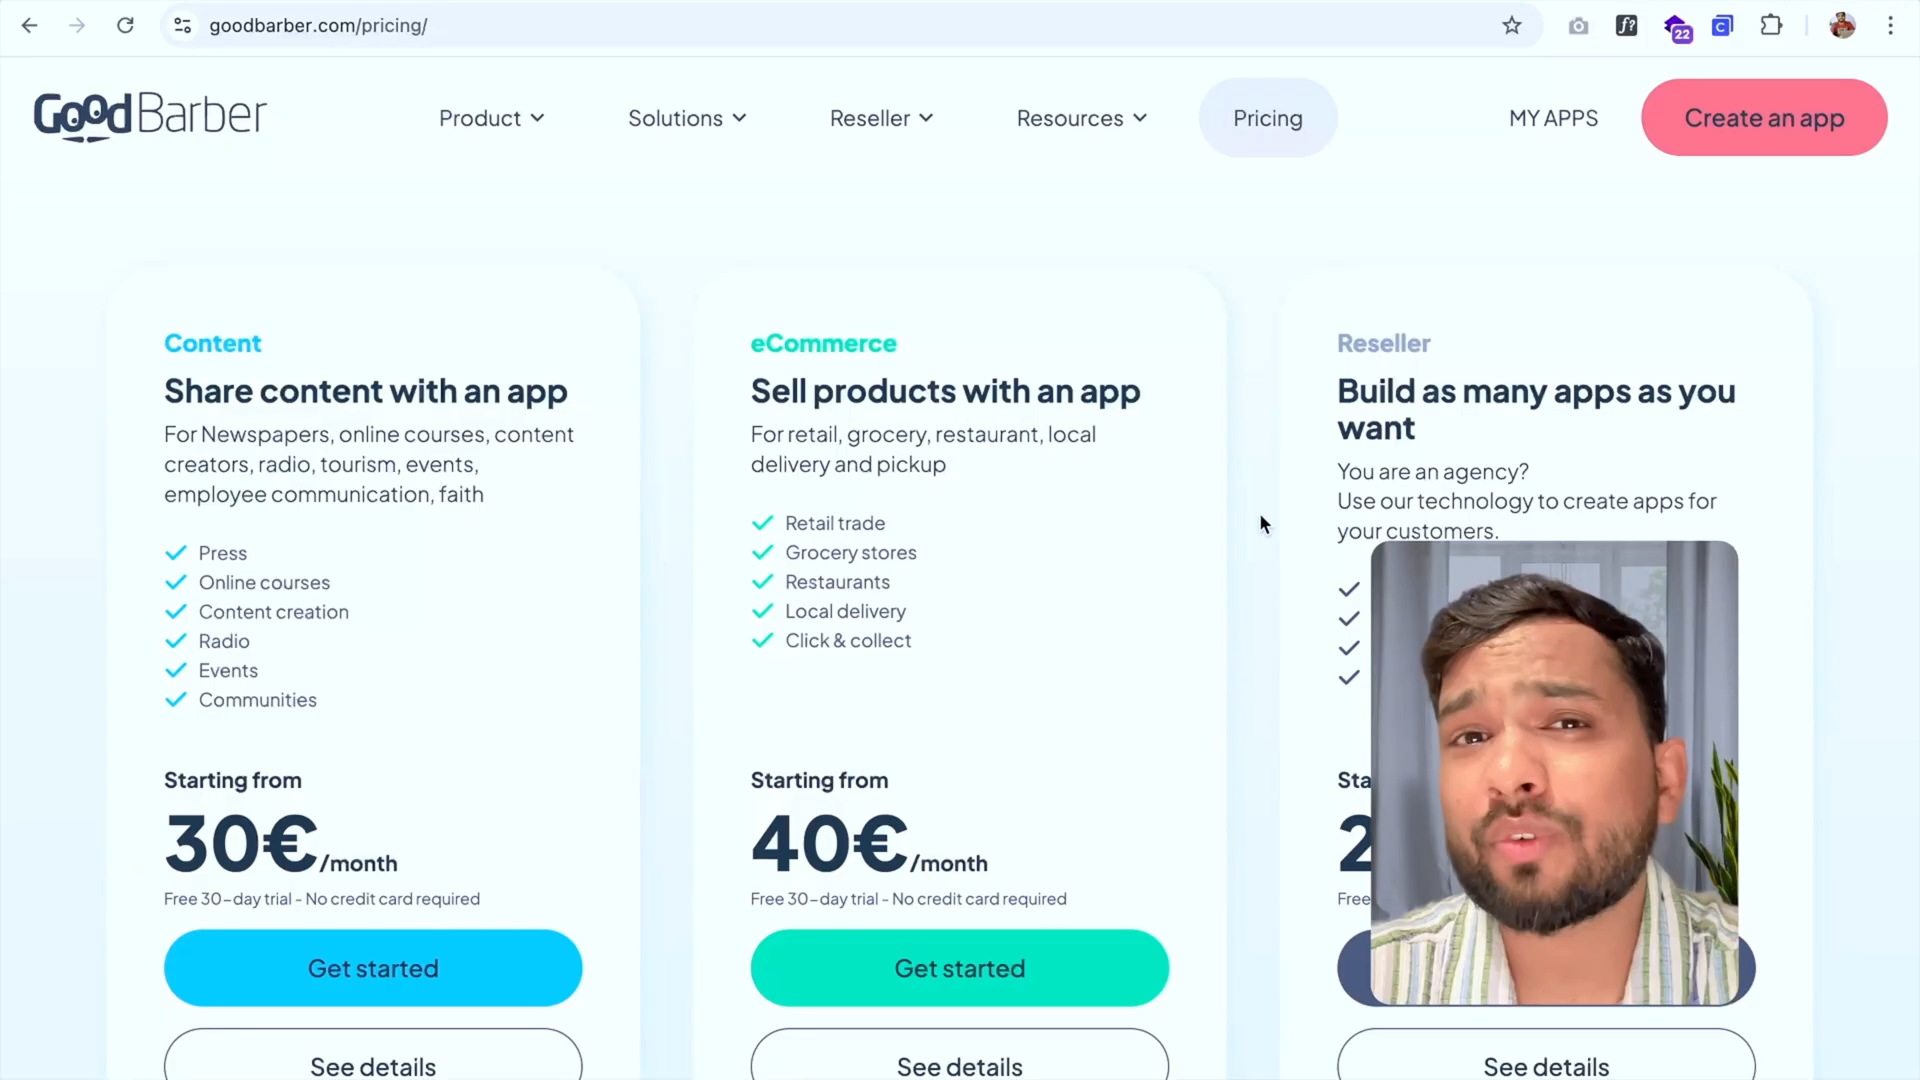 goodbarber.com/pricing/
22
GoodBarber
Product
Solutions
Reseller
Resources
Pricing
MY APPS
Create an app
Content
Share content with an app
For Newspapers, online courses, content
creators, radio, tourism, events,
employee communication, faith
Press
Online courses
Content creation
Radio
Events
Communities
Starting from
30€/month
Free 30-day trial - No credit card required
Get started
See details
eCommerce
Sell products with an app
For retail, grocery, restaurant, local
delivery and pickup
Retail trade
Grocery stores
Restaurants
Local delivery
Click & collect
Starting from
40€/month
Free 30-day trial - No credit card required
Get started
See details
Reseller
Build as many apps as you
want
You are an agency?
Use our technology to create apps for
your customers.
Free
See details